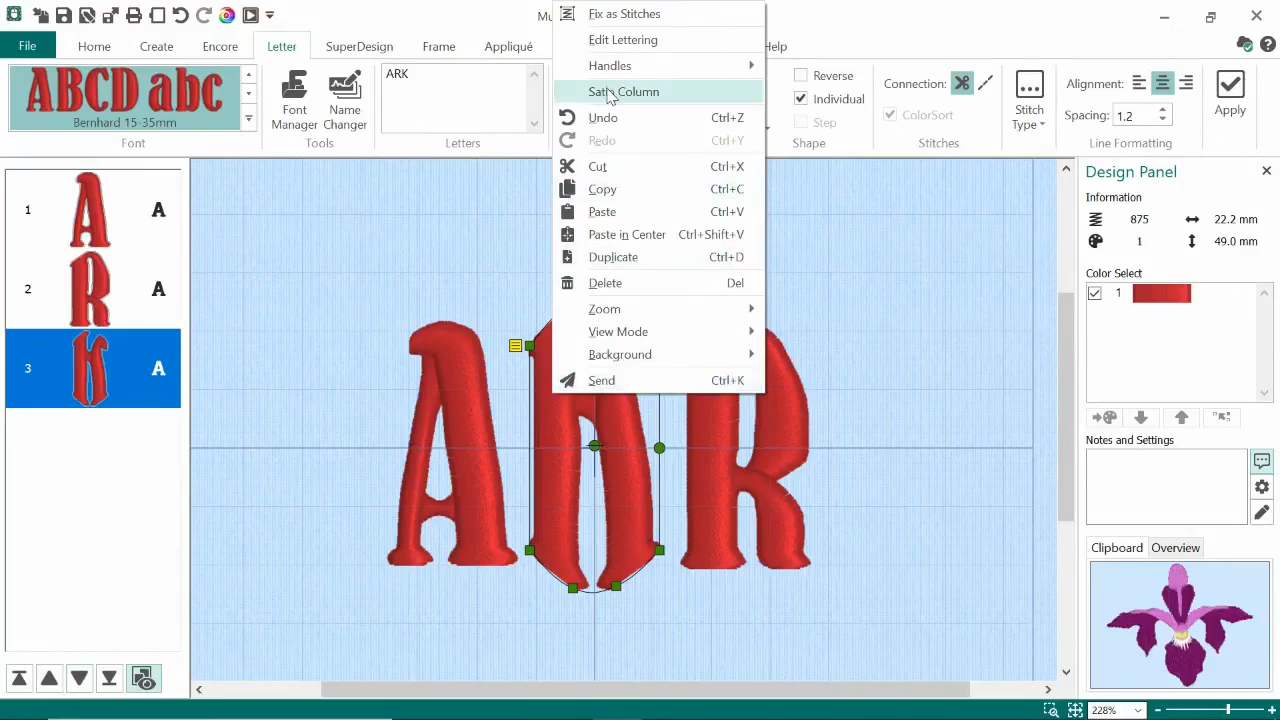 Mu
File
Home
Create
Encore
Letter
SuperDesign
Frame
Appliqué
elp
ABCD abc
Bernhard 15-35mm
Font
Font
Manager
Name
Changer
Tools
ARK
Letters
Reverse
Individual
Step
Shape
Connection:
ColorSort
Stitches
Stitch
Type
Alignment:
Spacing: 1.2
Line Formatting
Apply
Fix as Stitches
Edit Lettering
Handles
Satin Column
Undo Ctrl+Z
Redo Ctrl+Y
Cut Ctrl+X
Copy Ctrl+C
Paste Ctrl+V
Paste in Center Ctrl+Shift+V
Duplicate Ctrl+D
Delete Del
Zoom
View Mode
Background
Send Ctrl+K
1 A A
2 R A
3 K A
A K R
Design Panel
Information
875 22.2 mm
1 49.0 mm
Color Select
1
Notes and Settings
Clipboard Overview
228%